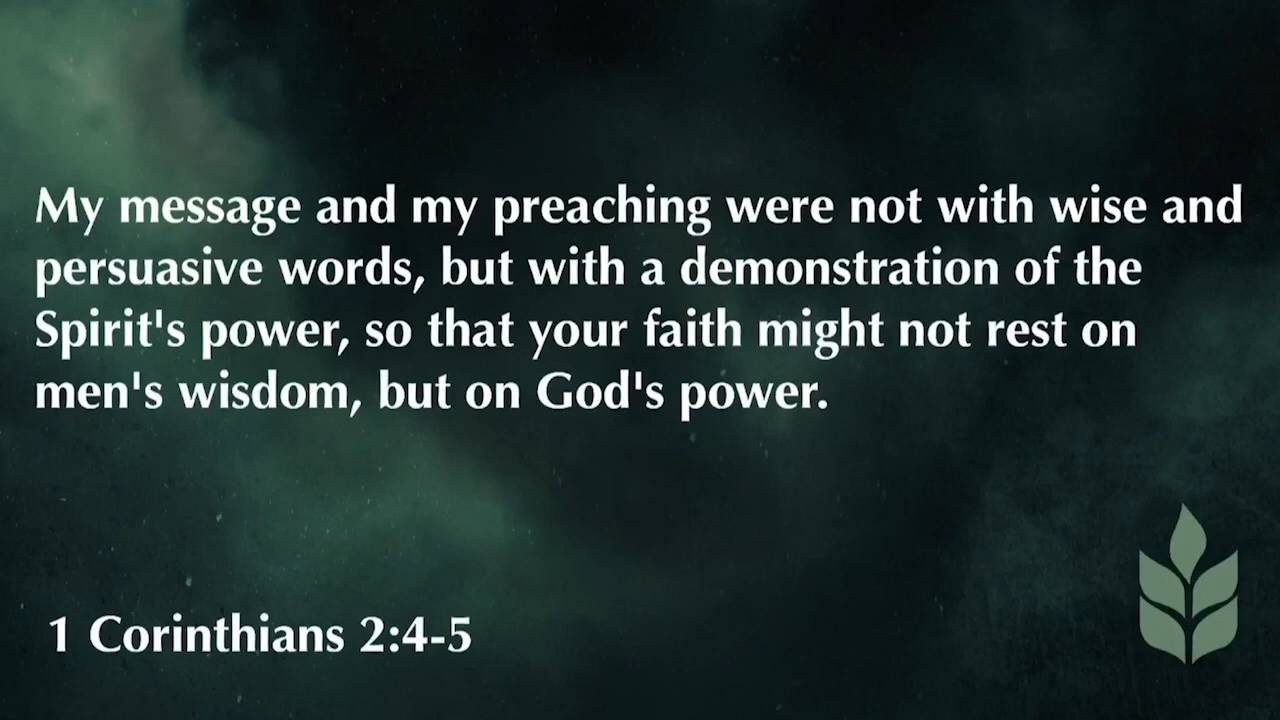 My message and my preaching were not with wise and
persuasive words, but with a demonstration of the
Spirit's power, so that your faith might not rest on
men's wisdom, but on God's power.
1 Corinthians 2:4-5